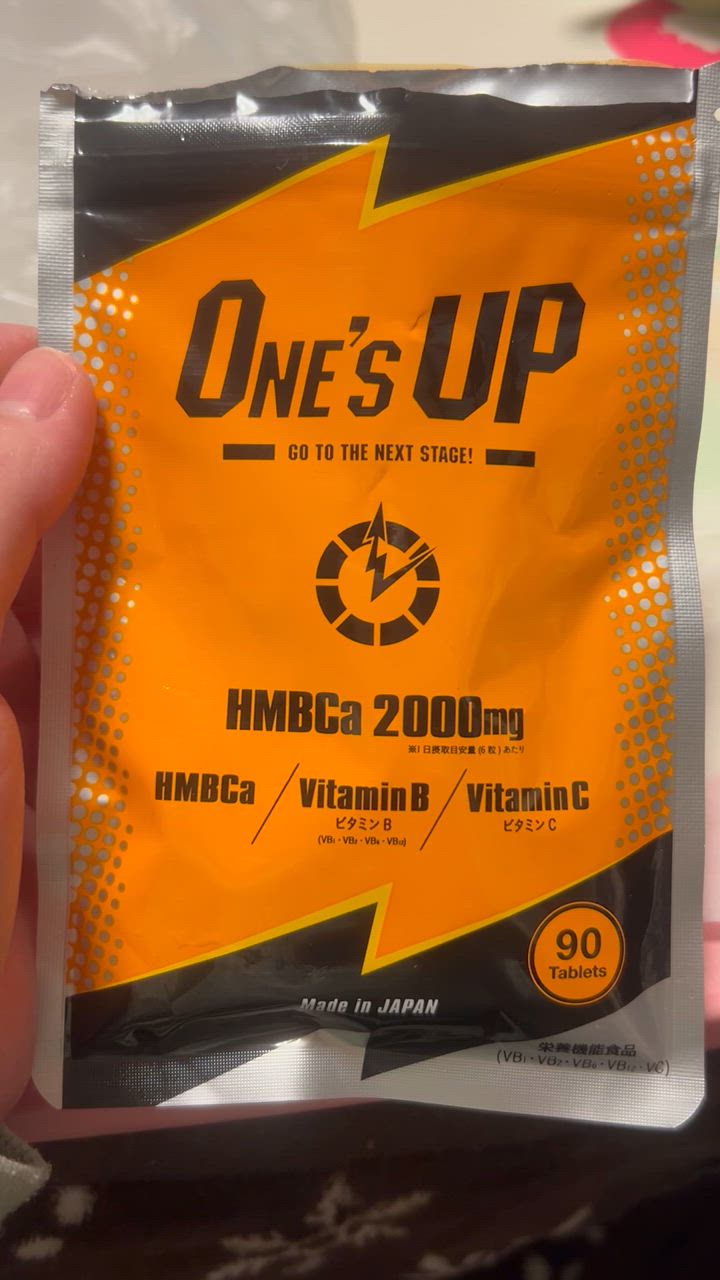 ONE'S UP
GO TO THE NEXT STAGE!
HMBCa 2000mg
※1日摂取目安量(6粒)あたり
HMBCa / Vitamin B / Vitamin C
ビタミンB ビタミンC
(VB₁・VB₂・VB₆・VB₁₂)
90
Tablets
Made in JAPAN
栄養機能食品
(VB₁・VB₂・VB₆・VB₁₂・VC)